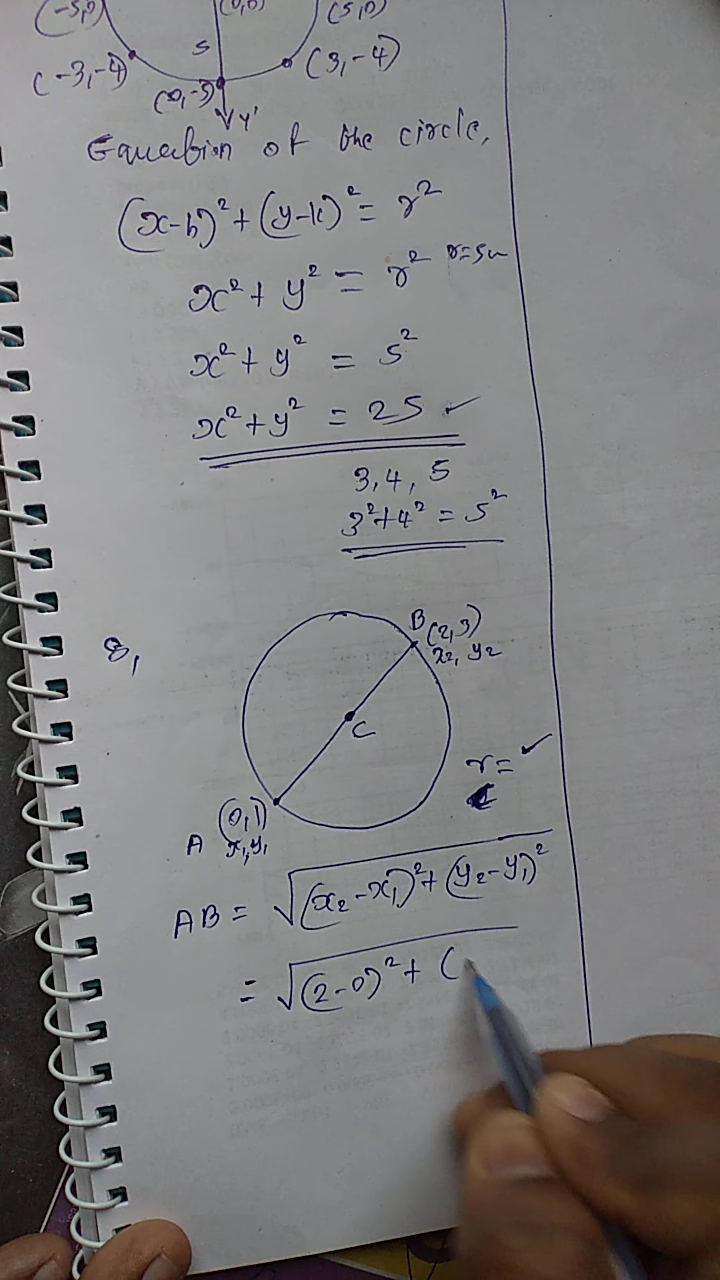 (-5,0) (0,0) (5,0)
5
(-3,-4) (3,-4)
(0,-5)
Y'
Equation of the circle,
(x-h)² + (y-k)² = r²
x² + y² = r² r=5
x² + y² = 5²
x² + y² = 25 ✓
3, 4, 5
3²+4² = 5²
8,
B (2,3)
x₂, y₂
C
r= ✓
A (0,1)
x₁,y₁
AB = √(x₂-x₁)²+(y₂-y₁)²
= √(2-0)² + (